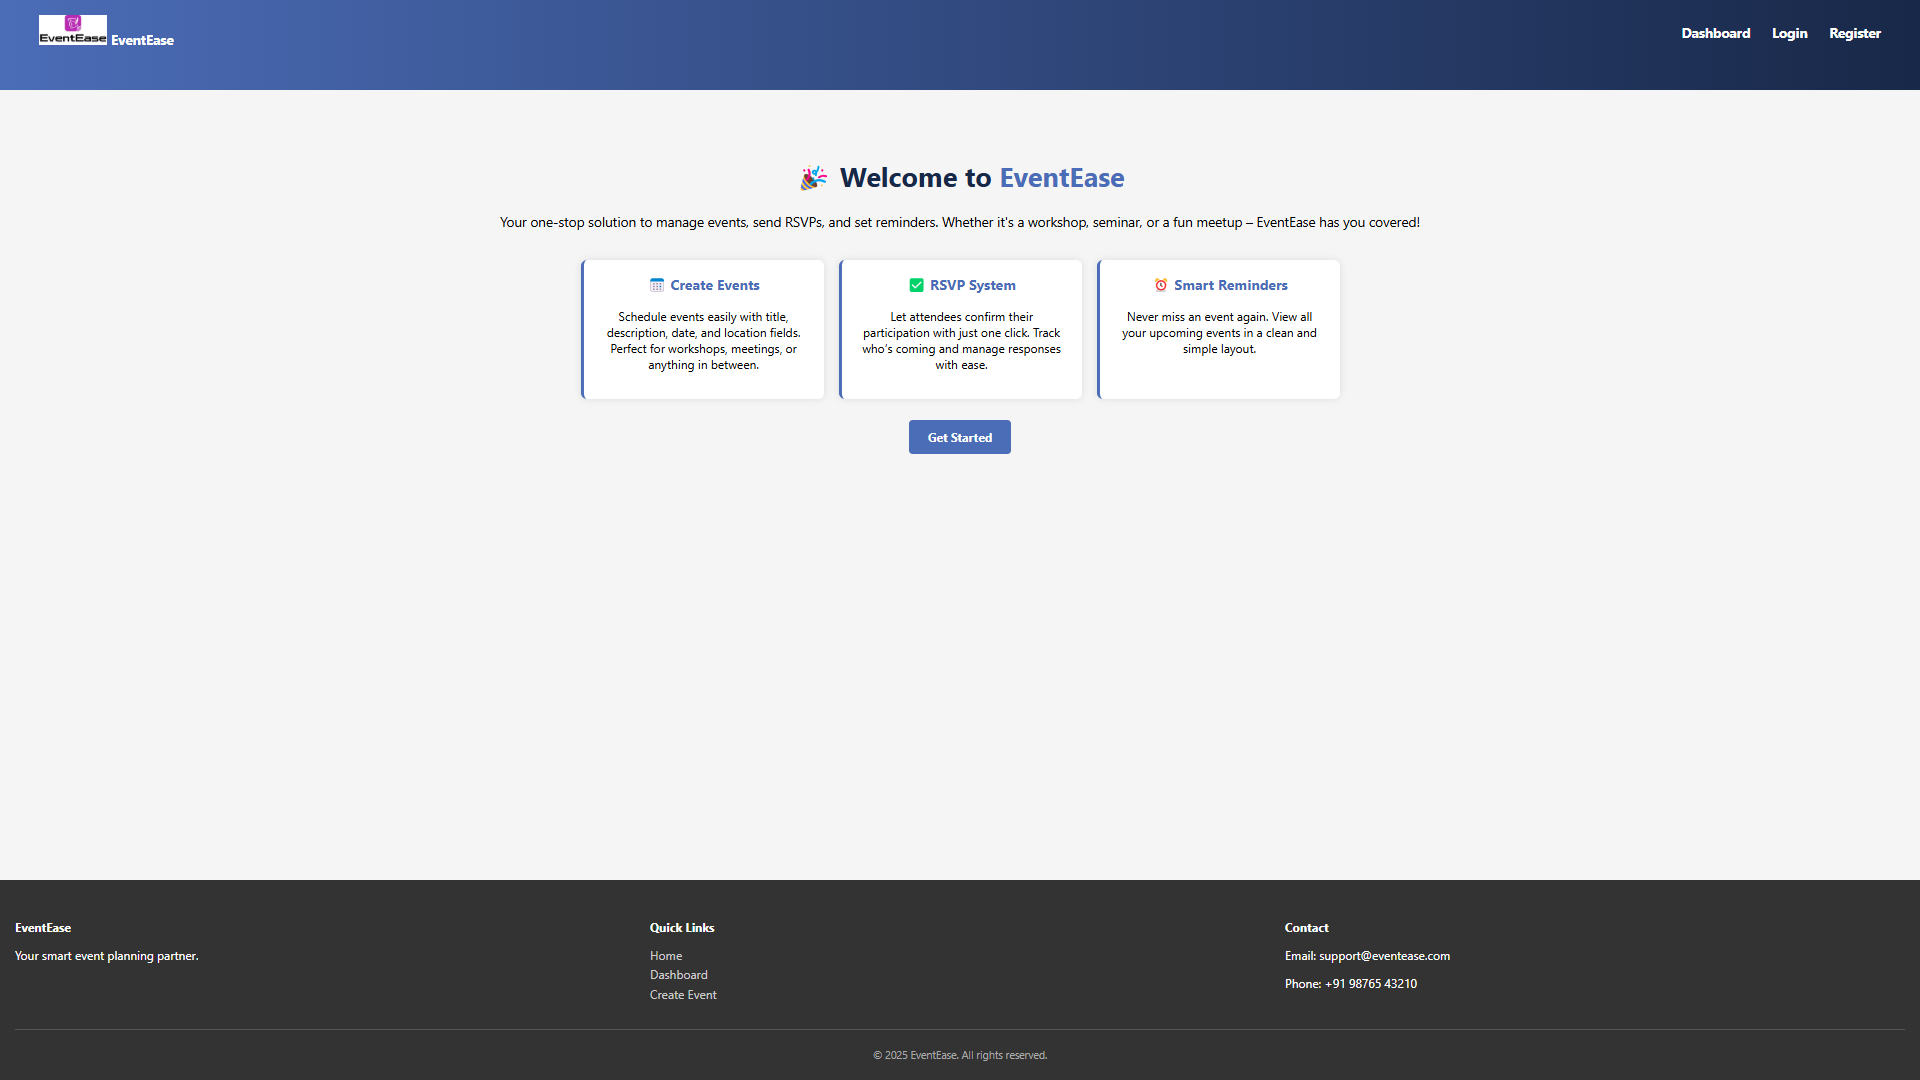 EventEase EventEase
Dashboard Login Register
Welcome to EventEase
Your one-stop solution to manage events, send RSVPs, and set reminders. Whether it's a workshop, seminar, or a fun meetup – EventEase has you covered!
Create Events
Schedule events easily with title,
description, date, and location fields.
Perfect for workshops, meetings, or
anything in between.
RSVP System
Let attendees confirm their
participation with just one click. Track
who’s coming and manage responses
with ease.
Smart Reminders
Never miss an event again. View all
your upcoming events in a clean and
simple layout.
Get Started
EventEase
Your smart event planning partner.
Quick Links
Home
Dashboard
Create Event
Contact
Email: support@eventease.com
Phone: +91 98765 43210
© 2025 EventEase. All rights reserved.